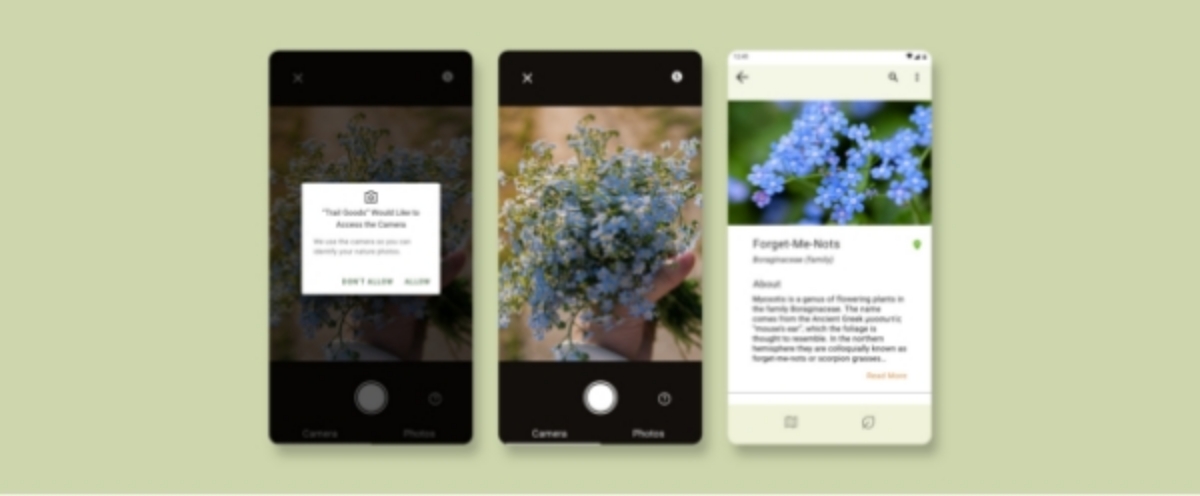 "Trail Goods" Would Like to
Access the Camera
We use the camera so you can
identify your nature photos.
DON'T ALLOW ALLOW
Camera Photos
Camera Photos
Forget-Me-Nots
Boraginaceae (family)
About
Myosotis is a genus of flowering plants in
the family Boraginaceae. The name
comes from the Ancient Greek
"mouse's ear", which the foliage is
thought to resemble. In the northern
hemisphere they are colloquially known as
forget-me-nots or scorpion grasses...
Read More